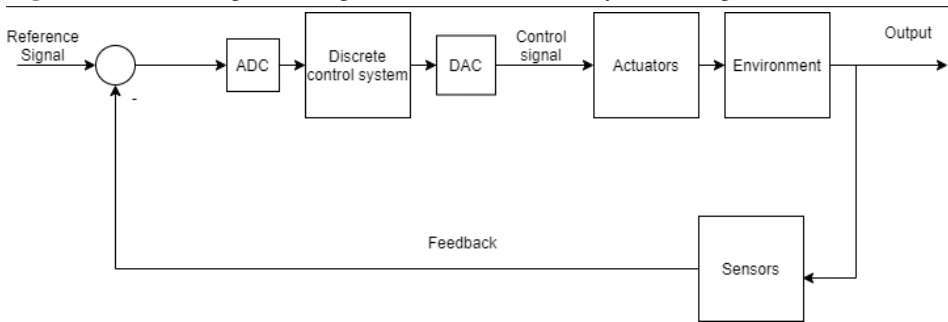 Reference
Signal
-
ADC
Discrete
control system
DAC
Control
signal
Actuators
Environment
Output
Feedback
Sensors